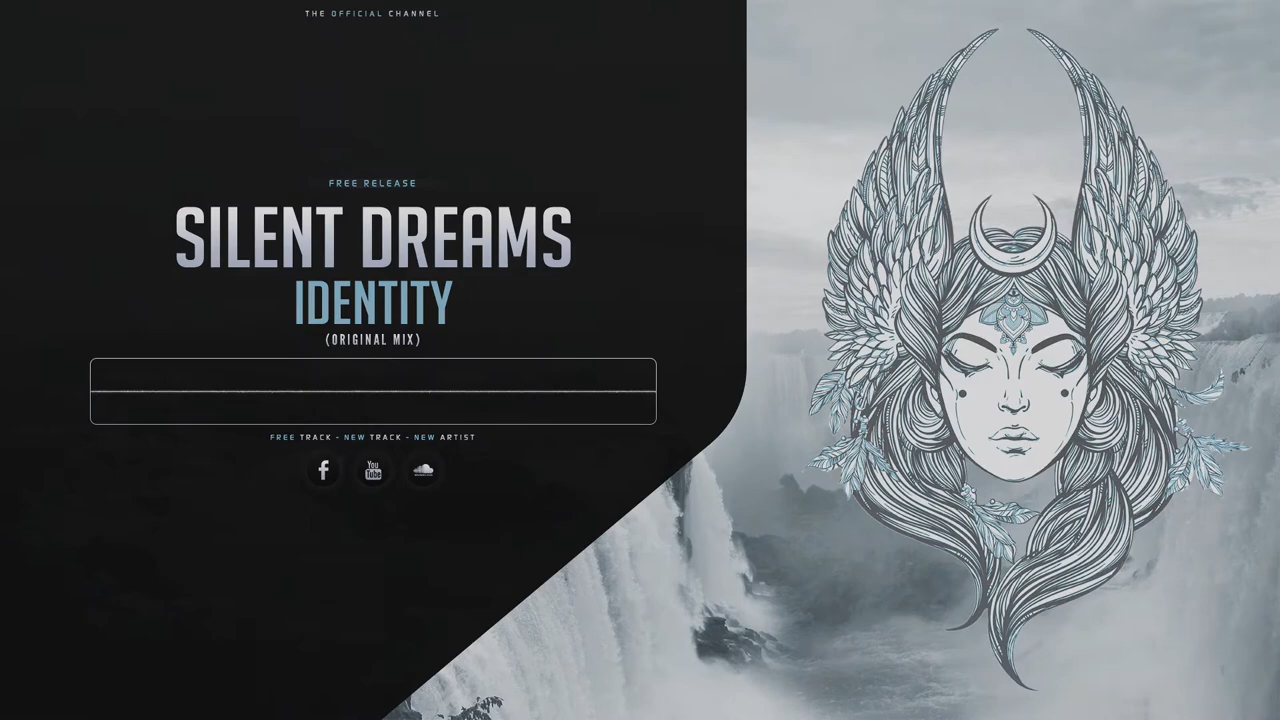 THE OFFICIAL CHANNEL
FREE RELEASE
SILENT DREAMS
IDENTITY
(ORIGINAL MIX)
FREE TRACK - NEW TRACK - NEW ARTIST
f
You
Tube